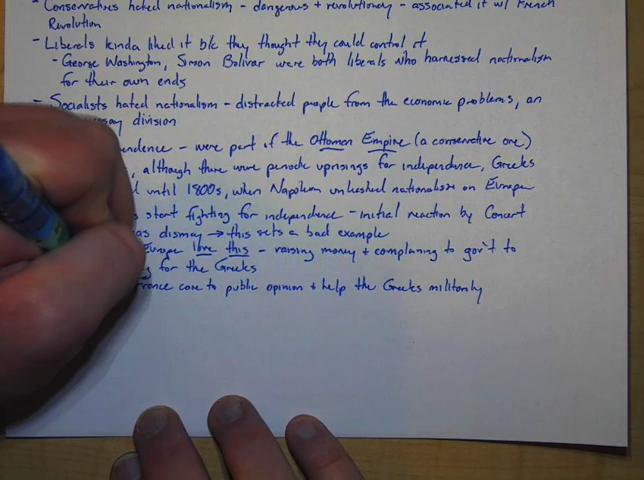 - Conservatives hated nationalism - dangerous + revolutionary - associated it w/ French
Revolution
- Liberals kinda liked it b/c they thought they could control it
- George Washington, Simon Bolivar were both liberals who harnessed nationalism
for their own ends
- Socialists hated nationalism - distracted people from the economic problems, an
division
were part of the Ottoman Empire (a conservative one)
, although there were periodic uprisings for independence, Greeks
until 1800s, when Napoleon unleashed nationalism on Europe
start fighting for independence - initial reaction by Concert
was dismay → this sets a bad example
Europe love this - raising money + complaining to gov't to
for the Greeks
cave to public opinion + help the Greeks militarily